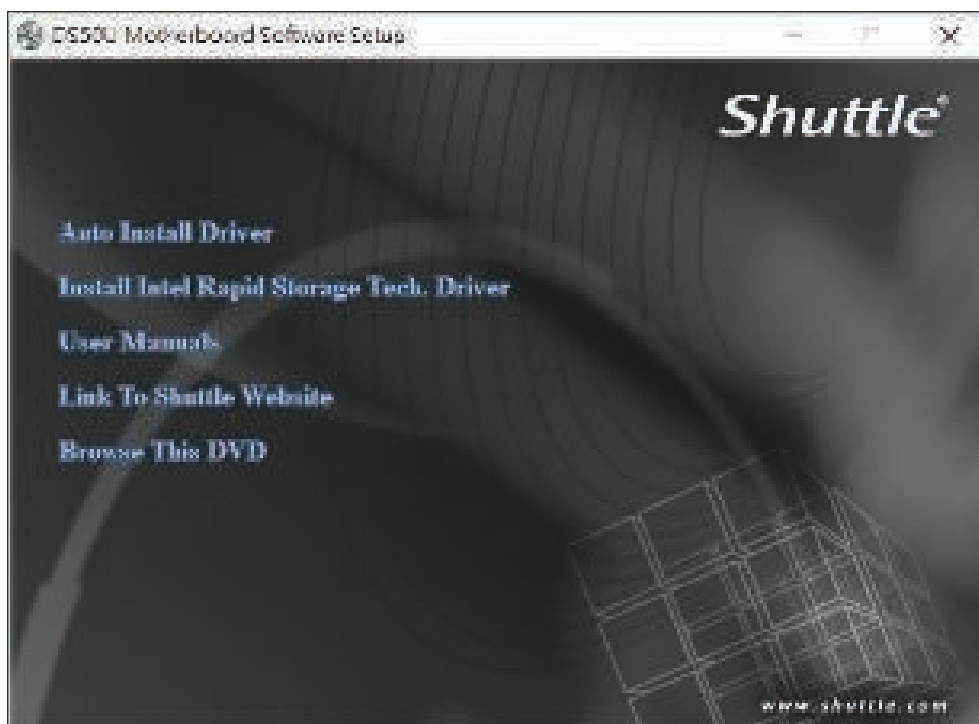 DS50U Motherboard Software Setup
Shuttle®
Auto Install Driver
Install Intel Rapid Storage Tech. Driver
User Manuals
Link To Shuttle Website
Browse This DVD
www.shuttle.com